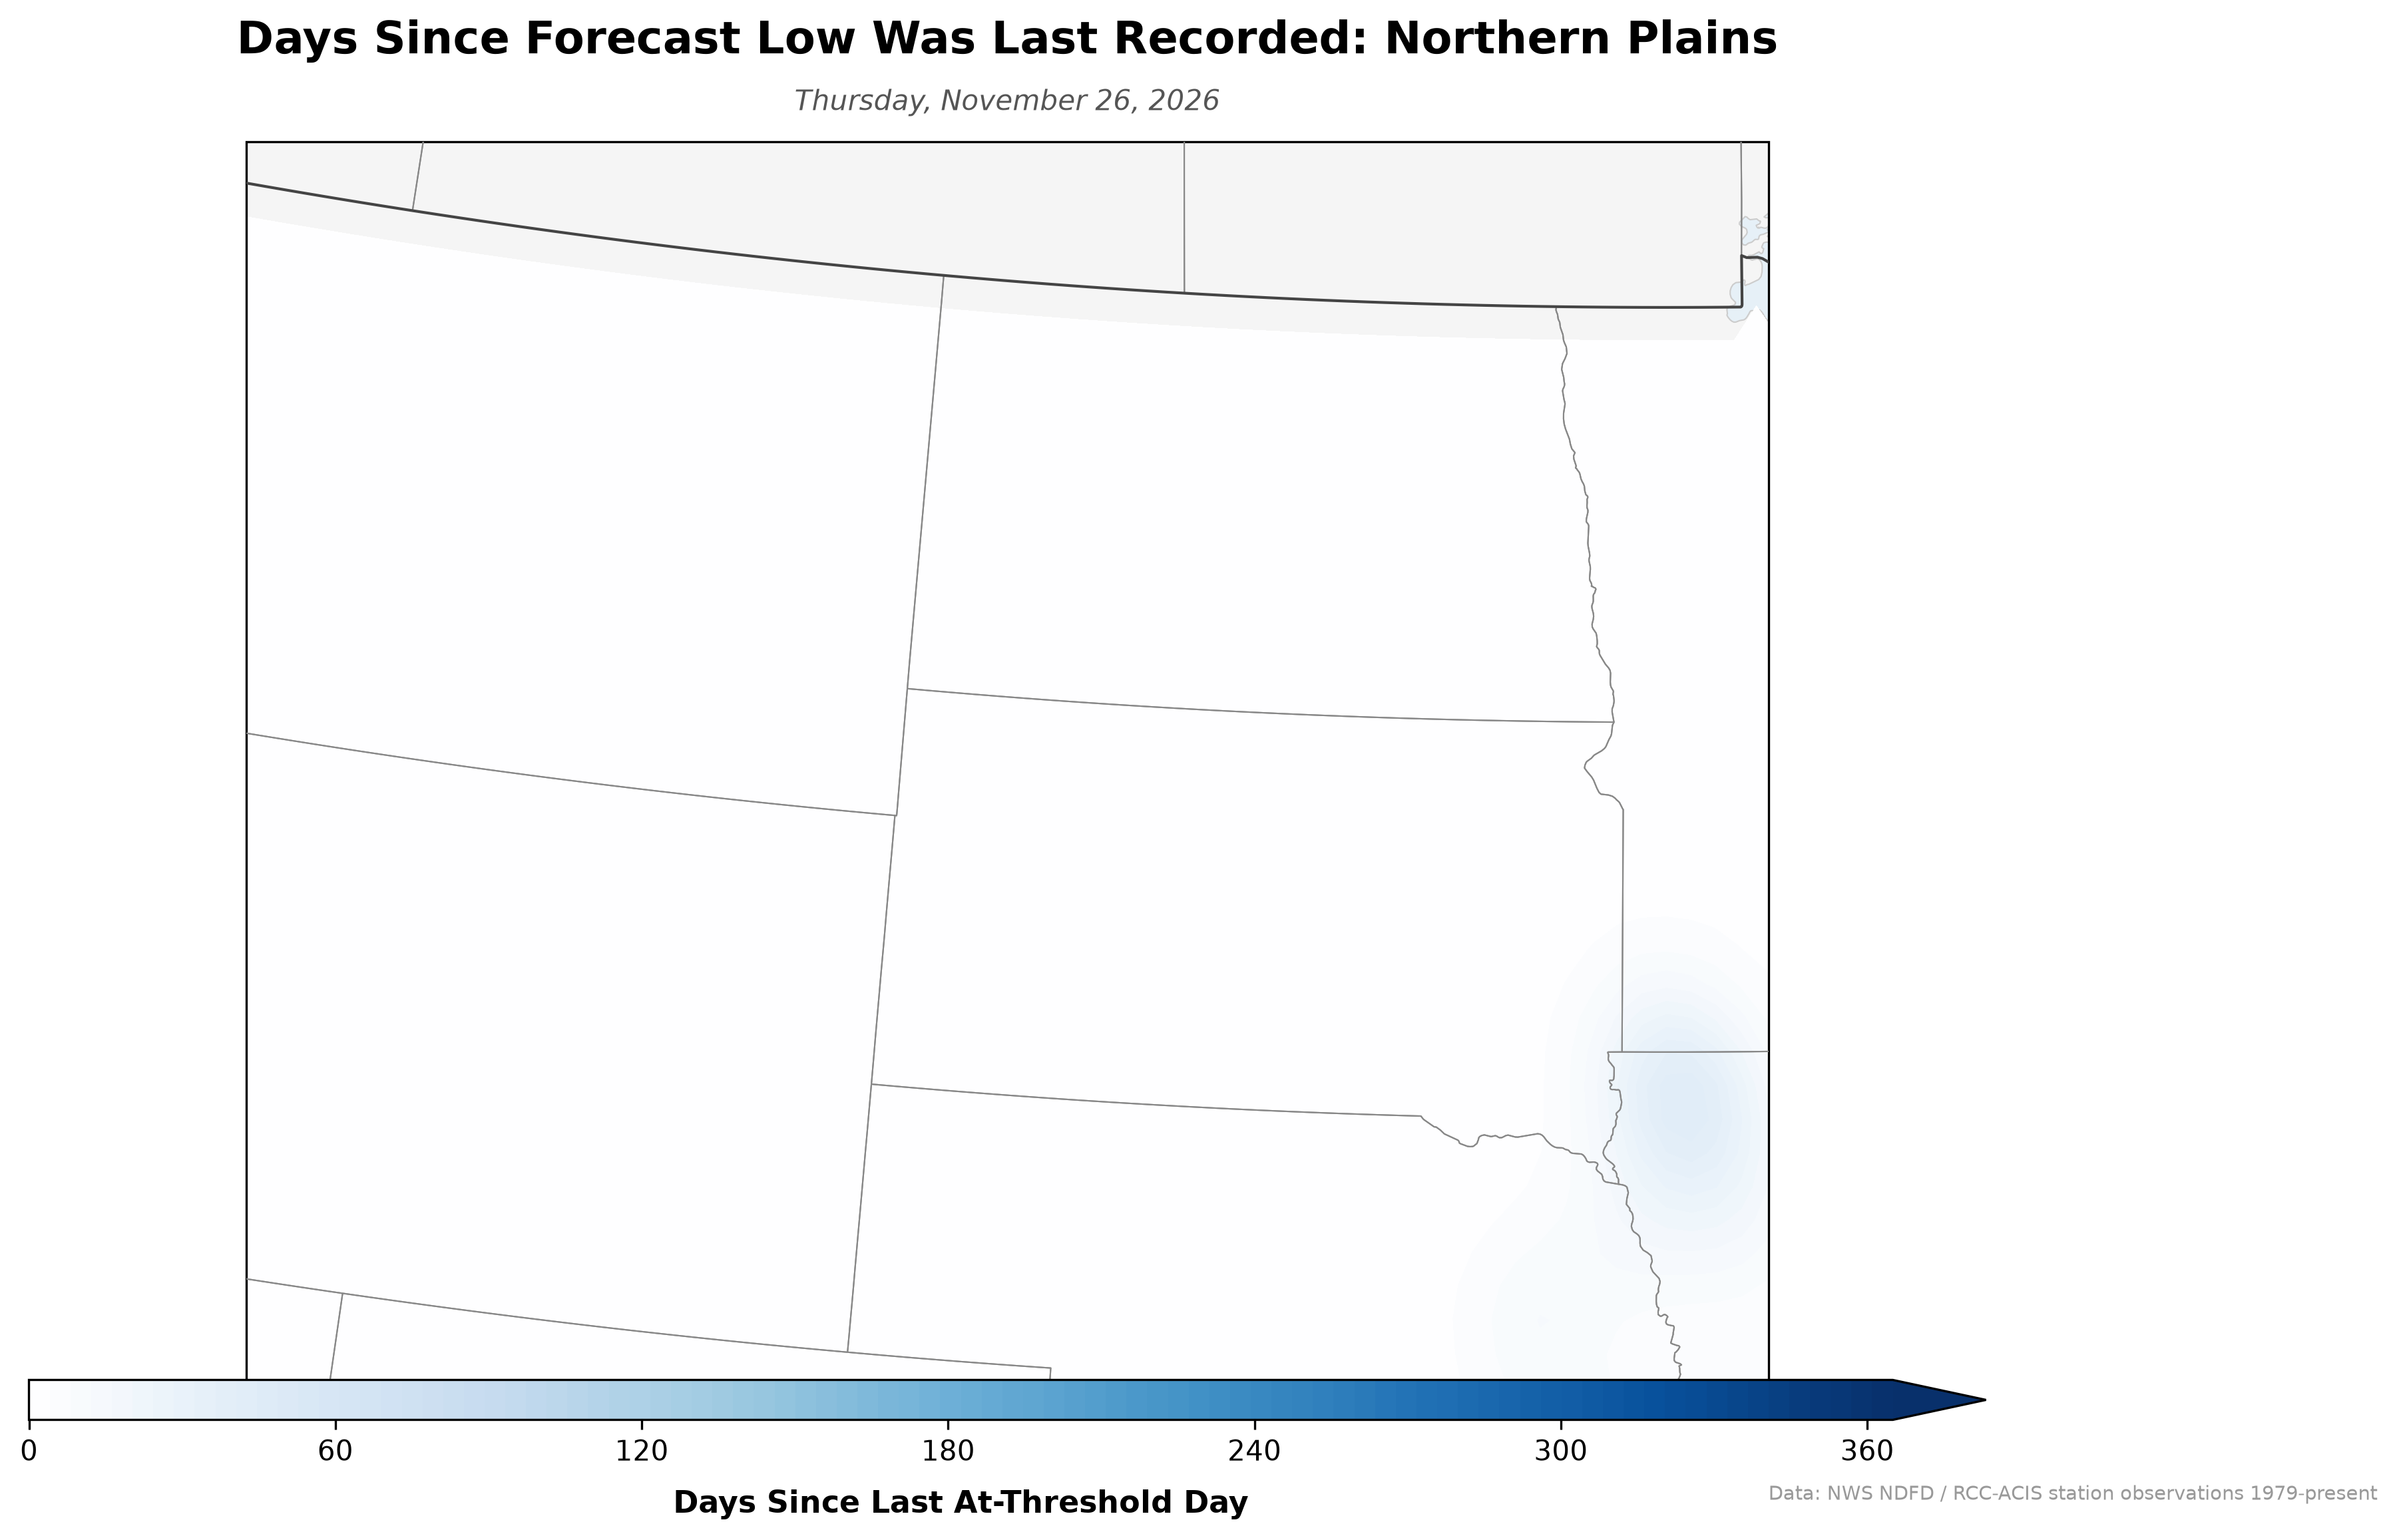 Days Since Forecast Low Was Last Recorded: Northern Plains
Thursday, November 26, 2026
0 60 120 180 240 300 360
Days Since Last At-Threshold Day
Data: NWS NDFD / RCC-ACIS station observations 1979-present